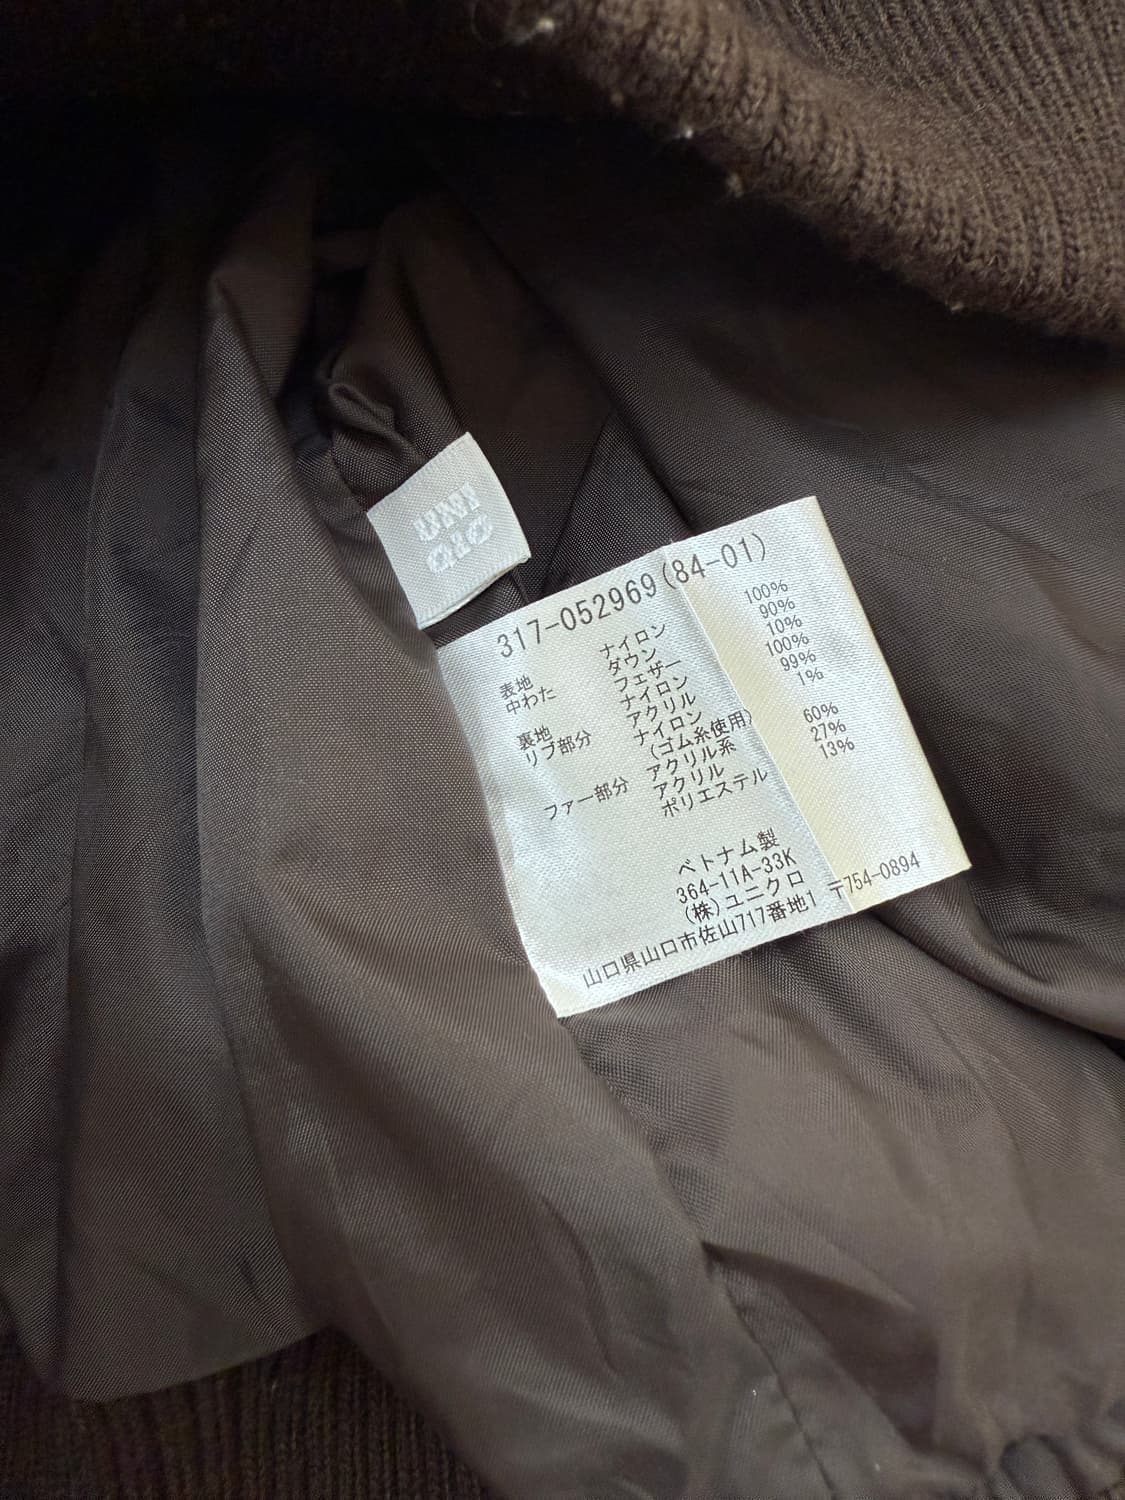 UNI
QLO
317-052969(84-01)
表地 ナイロン 100%
中わた ダウン 90%
フェザー 10%
裏地 ナイロン 100%
リブ部分 アクリル 99%
ナイロン 1%
(ゴム糸使用)
ファー部分 アクリル系 60%
アクリル 27%
ポリエステル 13%
ベトナム製
364-11A-33K
(株)ユニクロ
山口県山口市佐山717番地1 〒754-0894